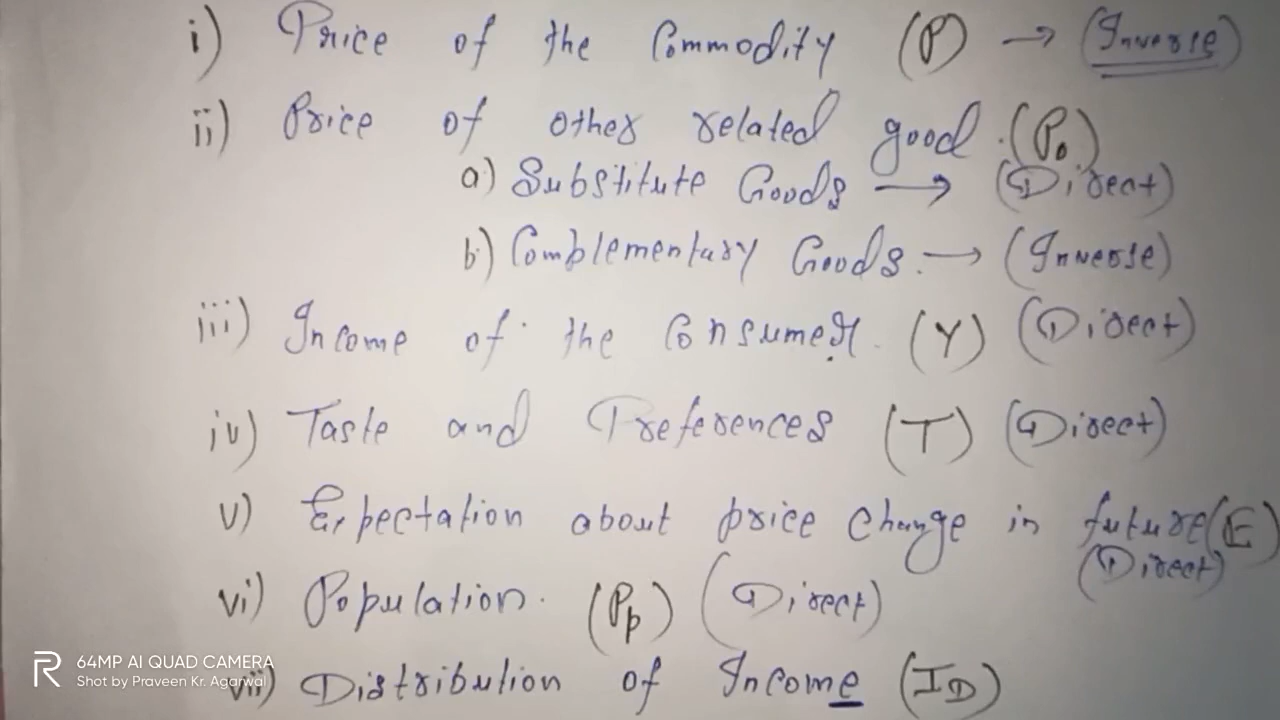 i) Price of the Commodity (P) → (Inverse)
ii) Price of other related good. (Po)
a) Substitute Goods → (Direct)
b) Complementary Goods. → (Inverse)
iii) Income of the Consumer. (Y) (Direct)
iv) Taste and Preferences (T) (Direct)
v) Expectation about price change in future (E)
(Direct)
vi) Population. (Pp) (Direct)
vii) Distribution of Income (ID)
64MP AI QUAD CAMERA
Shot by Praveen Kr. Agarwal